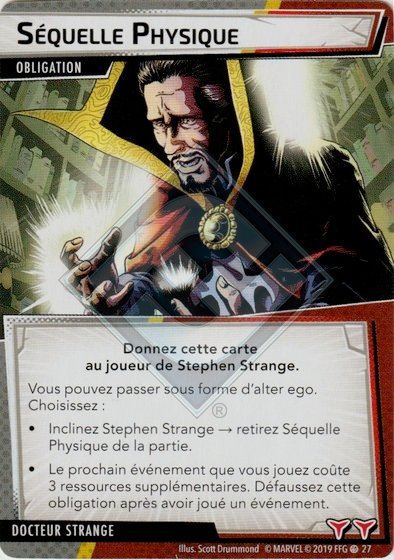 Séquelle Physique
OBLIGATION
Donnez cette carte
au joueur de Stephen Strange.
Vous pouvez passer sous forme d'alter ego.
Choisissez :
• Inclinez Stephen Strange → retirez Séquelle
Physique de la partie.
• Le prochain événement que vous jouez coûte
3 ressources supplémentaires. Défaussez cette
obligation après avoir joué un événement.
®
DOCTEUR STRANGE
Illus. Scott Drummond © MARVEL © 2019 FFG 27